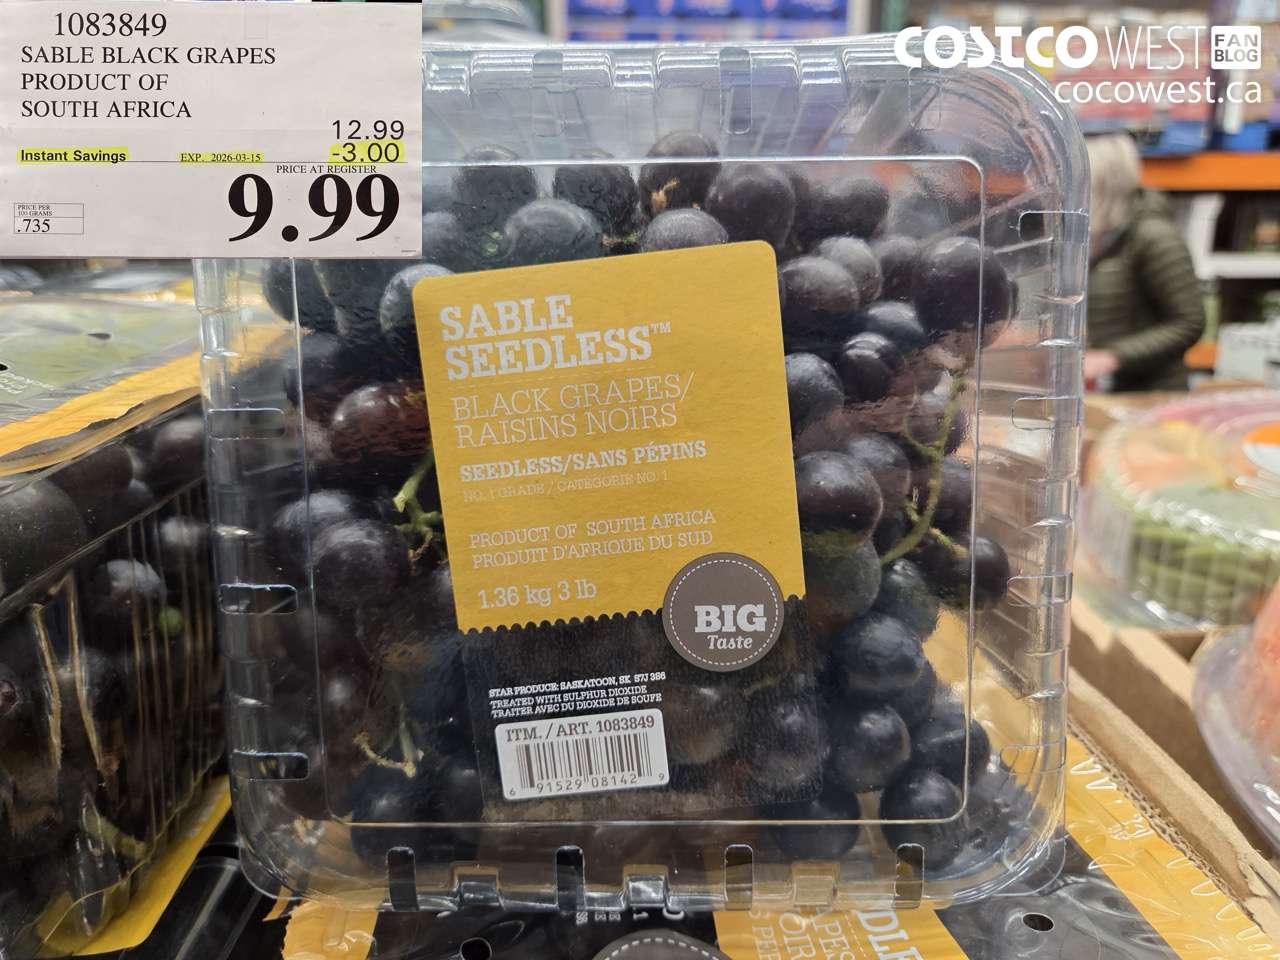 1083849
SABLE BLACK GRAPES
PRODUCT OF
SOUTH AFRICA
12.99
Instant Savings EXP. 2026-03-15 -3.00
PRICE AT REGISTER
9.99
PRICE PER
100 GRAMS
.735
COSTCO WEST FAN BLOG
cocowest.ca
SABLE
SEEDLESS™
BLACK GRAPES/
RAISINS NOIRS
SEEDLESS/SANS PÉPINS
NO. 1 GRADE / CATÉGORIE NO. 1
PRODUCT OF SOUTH AFRICA
PRODUIT D'AFRIQUE DU SUD
1.36 kg 3 lb
BIG
Taste
STAR PRODUCE: SASKATOON, SK S7J 3S6
TREATED WITH SULPHUR DIOXIDE
TRAITER AVEC DU DIOXIDE DE SOUFE
ITM. / ART. 1083849
6 91529 08142 9